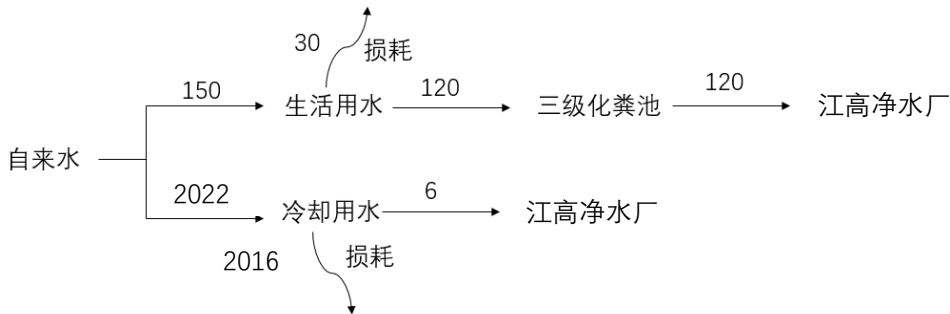 30
损耗
150
生活用水
120
三级化粪池
120
江高净水厂
自来水
2022
冷却用水
6
江高净水厂
2016
损耗